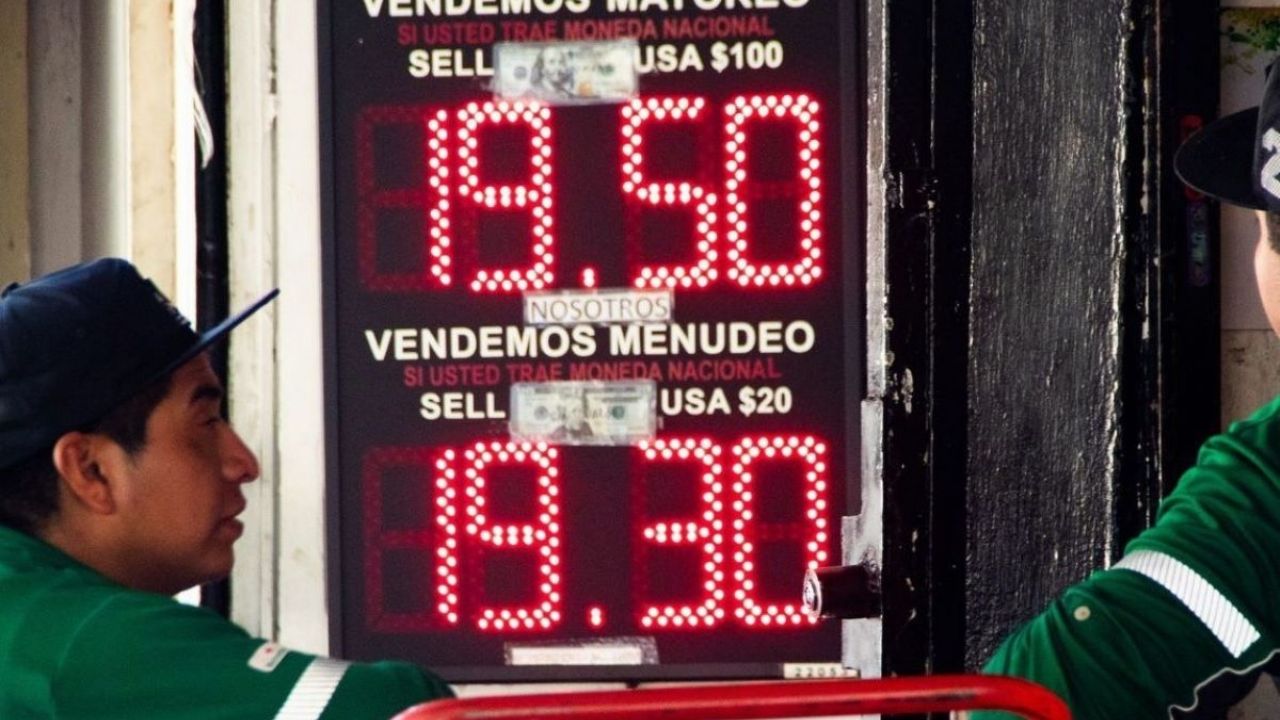 VENDEMOS MAYOREO
SI USTED TRAE MONEDA NACIONAL
SELL USA $100
19.50
NOSOTROS
VENDEMOS MENUDEO
SI USTED TRAE MONEDA NACIONAL
SELL USA $20
19.30